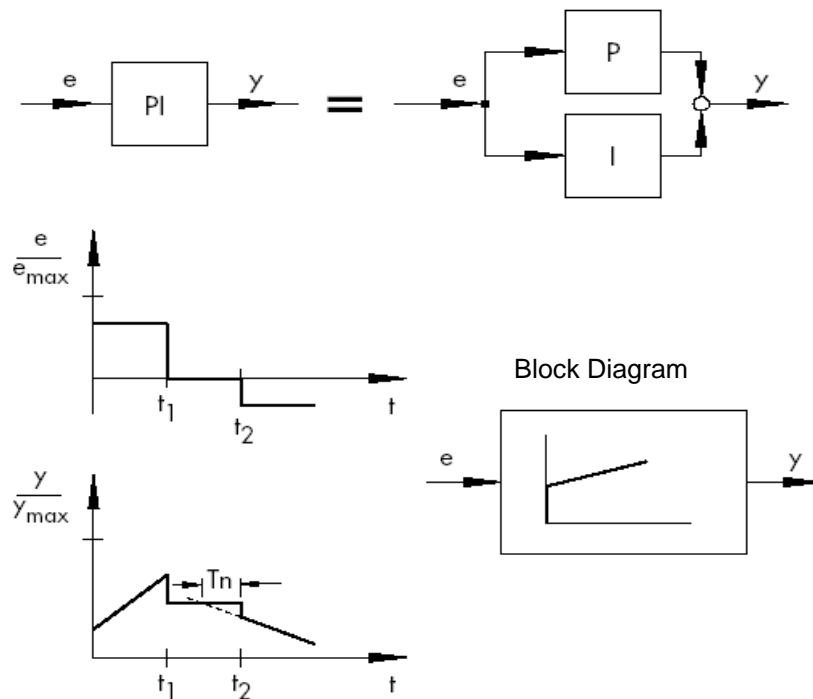 e
PI
y
=
e
P
I
y
e
e_max
t_1
t_2
t
Block Diagram
e
y
y
y_max
Tn
t_1
t_2
t